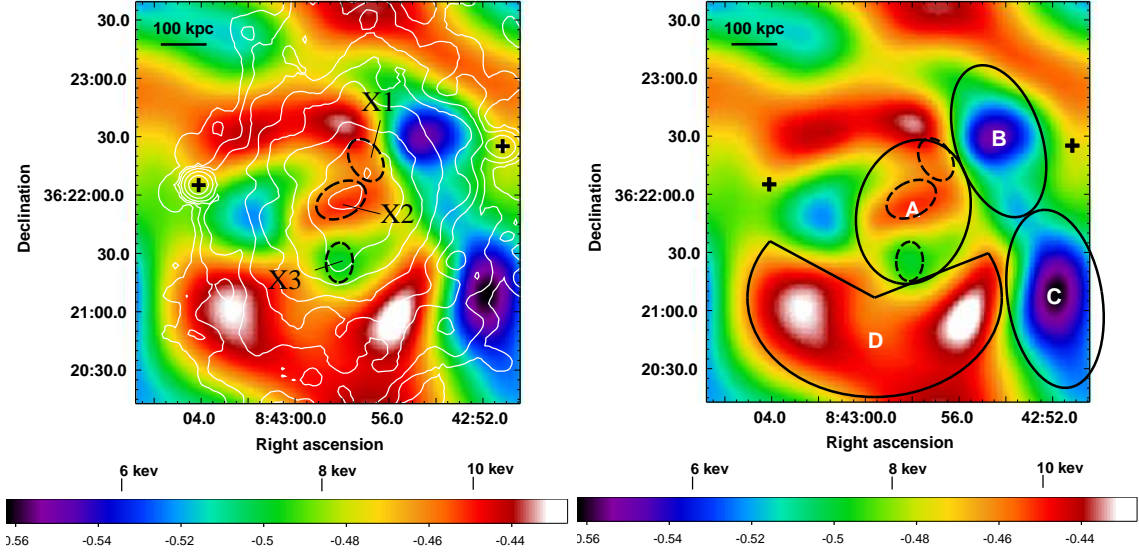 30.0
100 kpc
23:00.0
30.0
36:22:00.0
30.0
21:00.0
20:30.0
Declination
X1
X2
X3
04.0 8:43:00.0 56.0 42:52.0
Right ascension
6 kev 8 kev 10 kev
0.56 -0.54 -0.52 -0.5 -0.48 -0.46 -0.44
30.0
100 kpc
23:00.0
30.0
36:22:00.0
30.0
21:00.0
20:30.0
Declination
A
B
C
D
04.0 8:43:00.0 56.0 42:52.0
Right ascension
6 kev 8 kev 10 kev
0.56 -0.54 -0.52 -0.5 -0.48 -0.46 -0.44